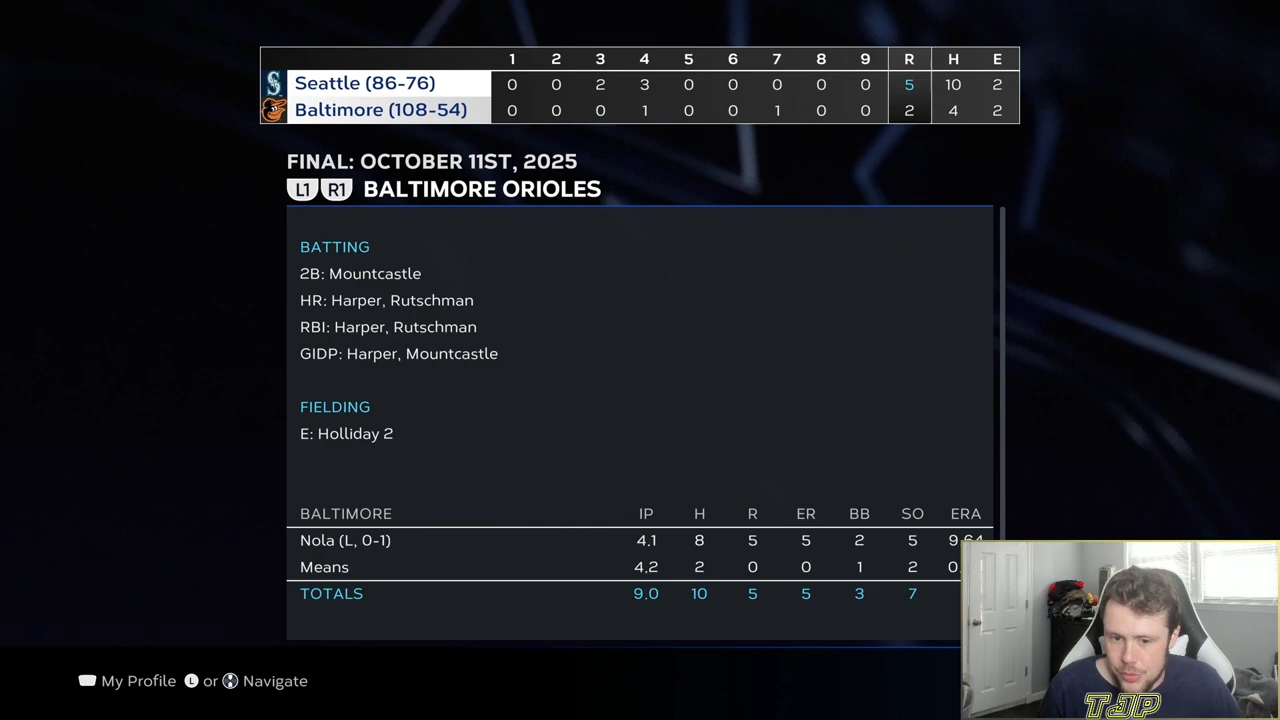 1 2 3 4 5 6 7 8 9 R H E
Seattle (86-76) 0 0 2 3 0 0 0 0 0 5 10 2
Baltimore (108-54) 0 0 0 1 0 0 1 0 0 2 4 2
FINAL: OCTOBER 11ST, 2025
L1 R1 BALTIMORE ORIOLES
BATTING
2B: Mountcastle
HR: Harper, Rutschman
RBI: Harper, Rutschman
GIDP: Harper, Mountcastle
FIELDING
E: Holliday 2
BALTIMORE IP H R ER BB SO ERA
Nola (L, 0-1) 4.1 8 5 5 2 5
Means 4.2 2 0 0 1 2
TOTALS 9.0 10 5 5 3 7
My Profile L or Navigate
TJP